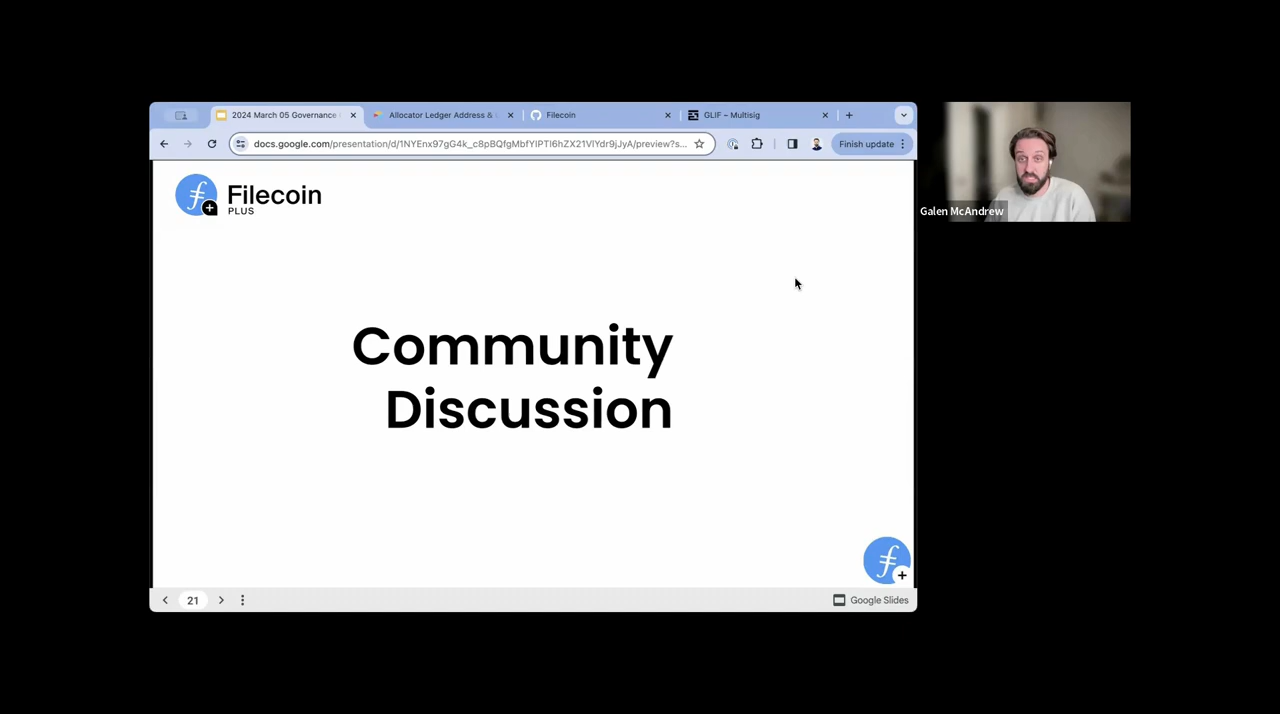 2024 March 05 Governance
Allocator Ledger Address &
Filecoin
GLIF – Multisig
docs.google.com/presentation/d/1NYEnx97gG4k_c8pBQfgMbfYIPTl6hZX21VlYdr9jJyA/preview?s...
Finish update
Filecoin
PLUS
Galen McAndrew
Community
Discussion
21
Google Slides